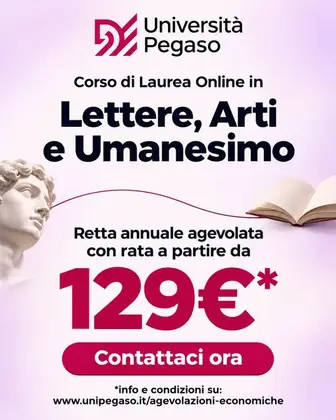 Università
Pegaso
Corso di Laurea Online in
Lettere, Arti
e Umanesimo
Retta annuale agevolata
con rata a partire da
129€*
Contattaci ora
*info e condizioni su:
www.unipegaso.it/agevolazioni-economiche